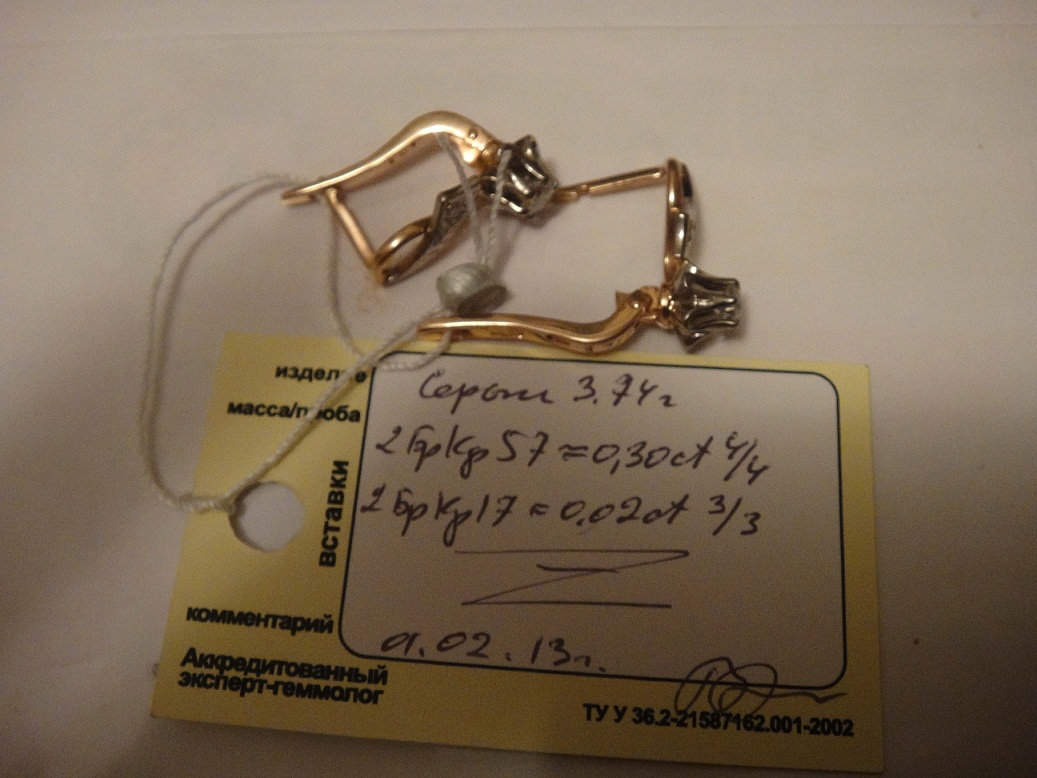 изделие
Серьги 3.74г
масса/проба
2БрКр57≈0,30ct 4/4
вставки
2БрКр17≈0.02ct 3/3
комментарий
01.02.13г.
Аккредитованный
эксперт-геммолог
ТУ У 36.2-21587162.001-2002